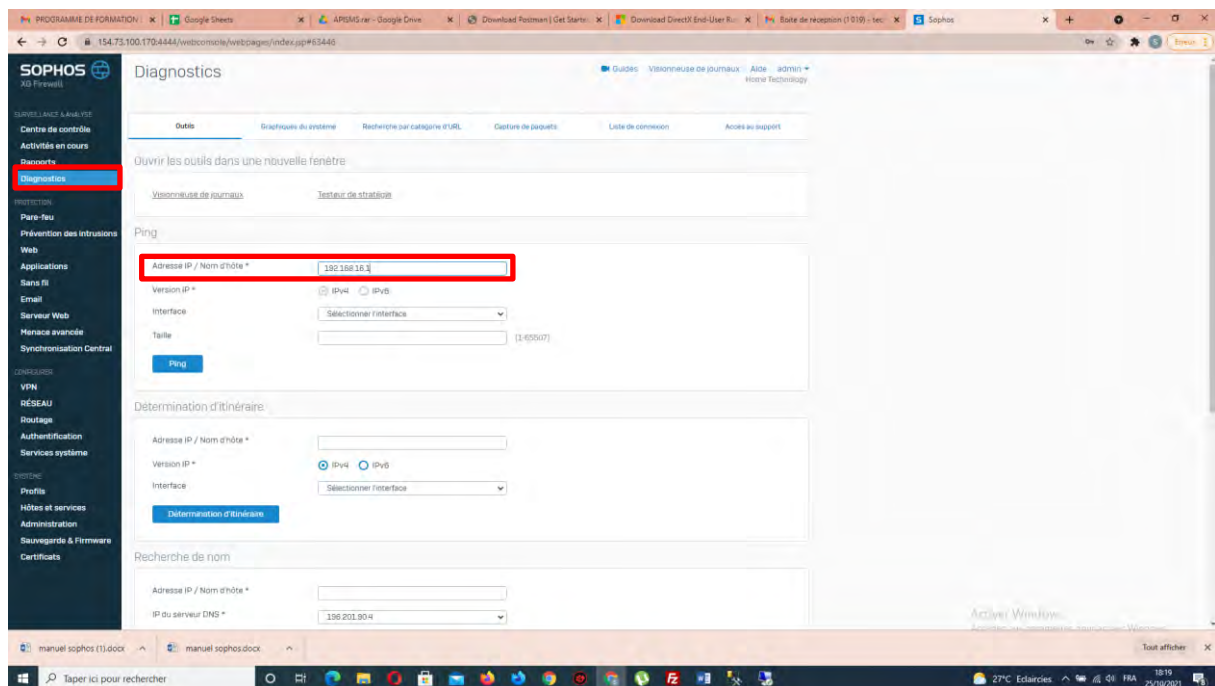 PROGRAMME DE FORMATION
Google Sheets
APISMS.rar - Google Drive
Download Postman | Get Starte
Download DirectX End-User Ru
Boite de réception (1019) - tec
Sophos
154.73.100.170:4444/webconsole/webpages/index.jsp#63446
SOPHOS
XG Firewall
Diagnostics
Guides Visionneuse de journaux Aide admin
Home Technology
SURVEILLANCE & ANALYSE
Centre de contrôle
Activités en cours
Rapports
Diagnostics
PROTECTION
Pare-feu
Prévention des intrusions
Web
Applications
Sans fil
Email
Serveur Web
Menace avancée
Synchronisation Central
CONFIGURER
VPN
RÉSEAU
Routage
Authentification
Services système
SYSTÈME
Profils
Hôtes et services
Administration
Sauvegarde & Firmware
Certificats
Outils
Graphiques du système
Recherche par catégorie d'URL
Capture de paquets
Liste de connexion
Accès au support
Ouvrir les outils dans une nouvelle fenêtre
Visionneuse de journaux
Testeur de stratégie
Ping
Adresse IP / Nom d'hôte *
192.168.16.1
Version IP *
IPv4 IPv6
Interface
Sélectionner l'interface
Taille
(1-65507)
Ping
Détermination d'itinéraire
Adresse IP / Nom d'hôte *
Version IP *
IPv4 IPv6
Interface
Sélectionner l'interface
Détermination d'itinéraire
Recherche de nom
Adresse IP / Nom d'hôte *
IP du serveur DNS *
196.201.90.4
Activer Windows
manuel sophos (1).docx
manuel sophos.docx
Tout afficher
Taper ici pour rechercher
27°C Eclaircies
FRA
18:19
25/10/2021